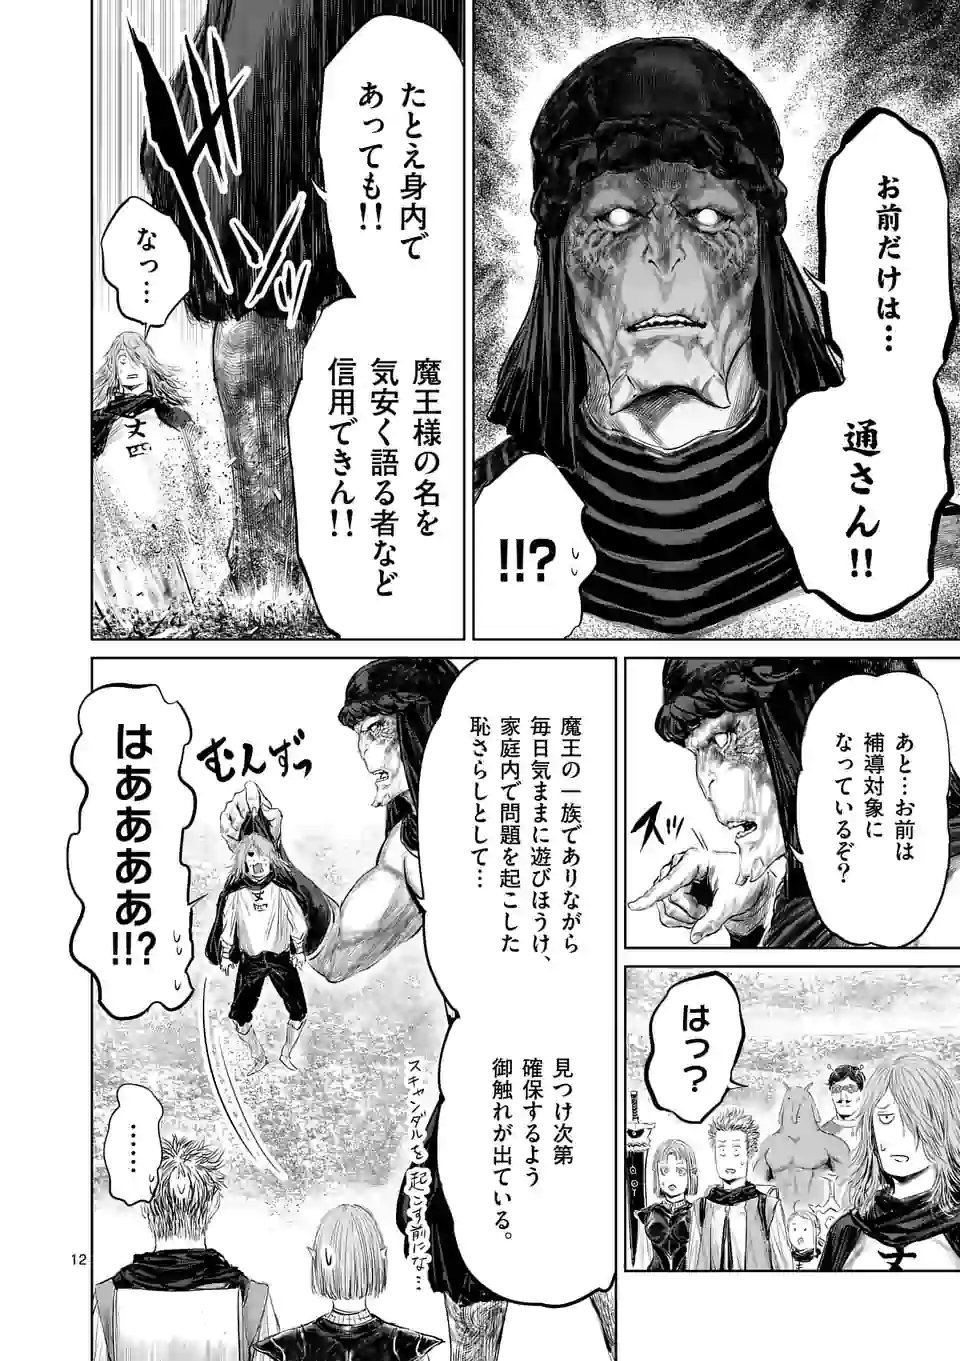 お前だけは…
通さん!!
!!?
たとえ身内で
あっても!!
魔王様の名を
気安く語る者など
信用できん!!
なっ…
あと…お前は
補導対象に
なっているぞ?
ズッ
はっ?
魔王の一族でありながら
毎日気ままに遊びほうけ、
家庭内で問題を起こした
恥さらしとして…
見つけ次第
確保するよう
御触れが出ている。
スキャンダルを起こす前にな…
むんずっ
はああああ!!?
……
12